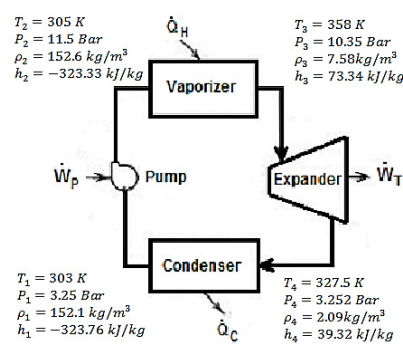 T₂ = 305 K
P₂ = 11.5 Bar
ρ₂ = 152.6 kg/m³
h₂ = −323.33 kJ/kg
Q̇H
T₃ = 358 K
P₃ = 10.35 Bar
ρ₃ = 7.58kg/m³
h₃ = 73.34 kJ/kg
Vaporizer
ẆP
Pump
Expander
ẆT
Condenser
Q̇C
T₁ = 303 K
P₁ = 3.25 Bar
ρ₁ = 152.1 kg/m³
h₁ = −323.76 kJ/kg
T₄ = 327.5 K
P₄ = 3.252 Bar
ρ₄ = 2.09kg/m³
h₄ = 39.32 kJ/kg